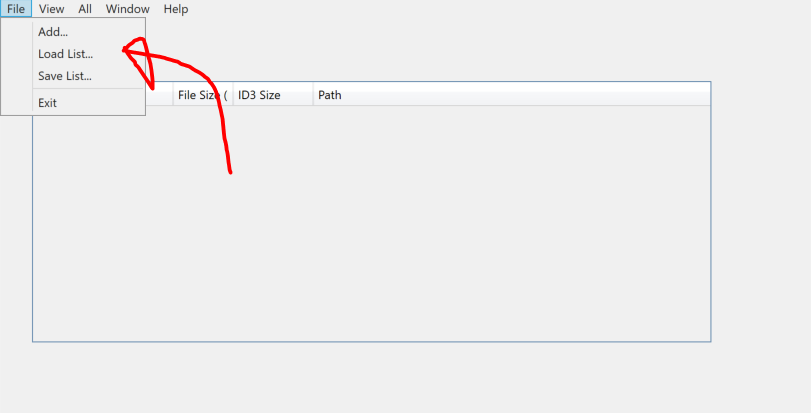 File View All Window Help
Add...
Load List...
Save List...
Exit
File Size ( ID3 Size Path